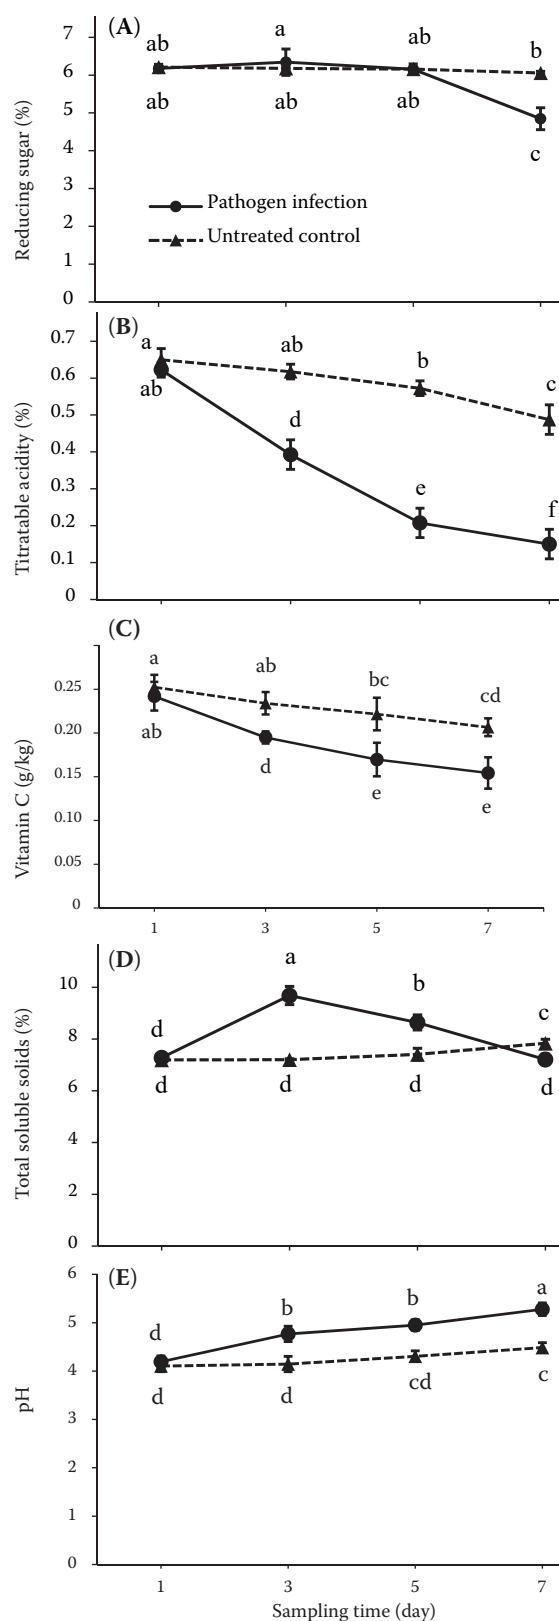 (A)
7
6
5
4
3
2
1
0
Reducing sugar (%)
ab
a
ab
b
ab
ab
ab
c
Pathogen infection
Untreated control
(B)
0.7
0.6
0.5
0.4
0.3
0.2
0.1
0
Titratable acidity (%)
a
ab
b
c
ab
d
e
f
(C)
0.25
0.20
0.15
0.10
0.05
0
Vitamin C (g/kg)
a
ab
bc
cd
ab
d
e
e
1 3 5 7
(D)
10
8
6
4
2
0
Total soluble solids (%)
d
a
b
c
d
d
d
d
(E)
6
5
4
3
2
1
0
pH
d
b
b
a
d
d
cd
c
1 3 5 7
Sampling time (day)